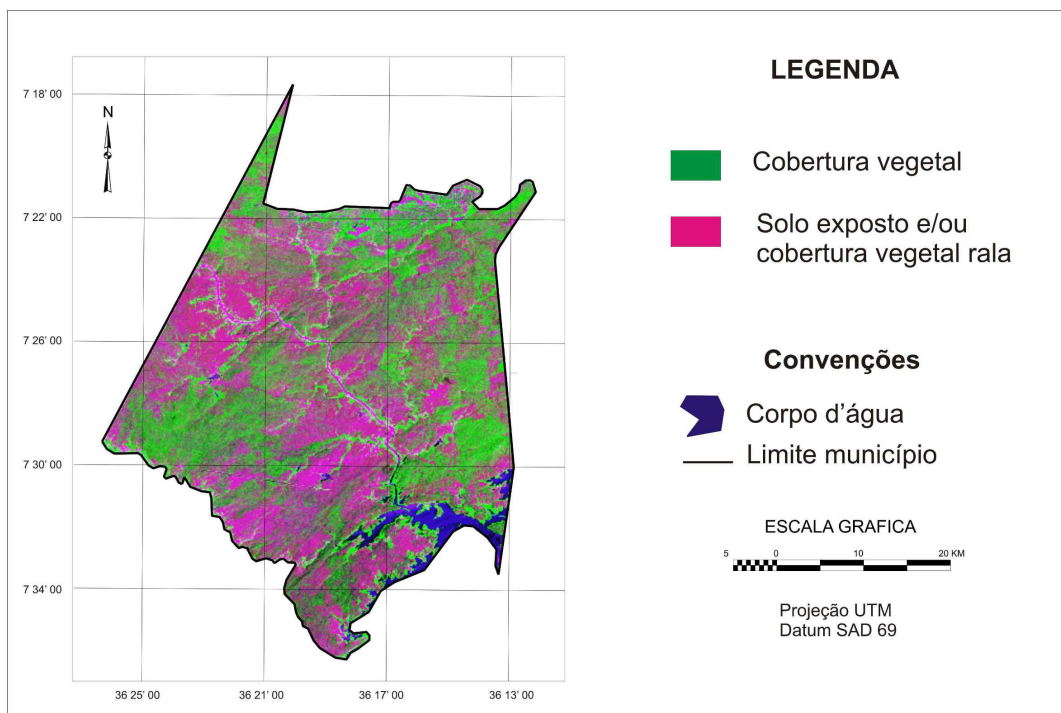 7 18' 00
N
7 22' 00
7 26' 00
7 30' 00
7 34' 00
36 25' 00
36 21' 00
36 17' 00
36 13' 00
LEGENDA
Cobertura vegetal
Solo exposto e/ou
cobertura vegetal rala
Convenções
Corpo d'água
Limite município
ESCALA GRAFICA
5 0 10 20 KM
Projeção UTM
Datum SAD 69